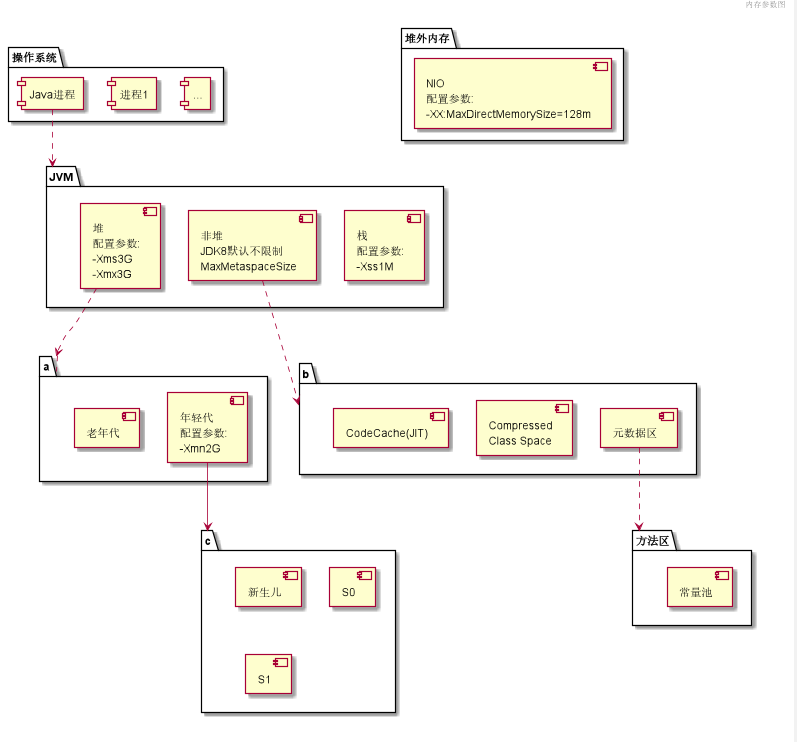 内存参数图
操作系统
Java进程
进程1
...
堆外内存
NIO
配置参数:
-XX:MaxDirectMemorySize=128m
JVM
堆
配置参数:
-Xms3G
-Xmx3G
非堆
JDK8默认不限制
MaxMetaspaceSize
栈
配置参数:
-Xss1M
a
老年代
年轻代
配置参数:
-Xmn2G
b
CodeCache(JIT)
Compressed
Class Space
元数据区
c
新生儿
S0
S1
方法区
常量池